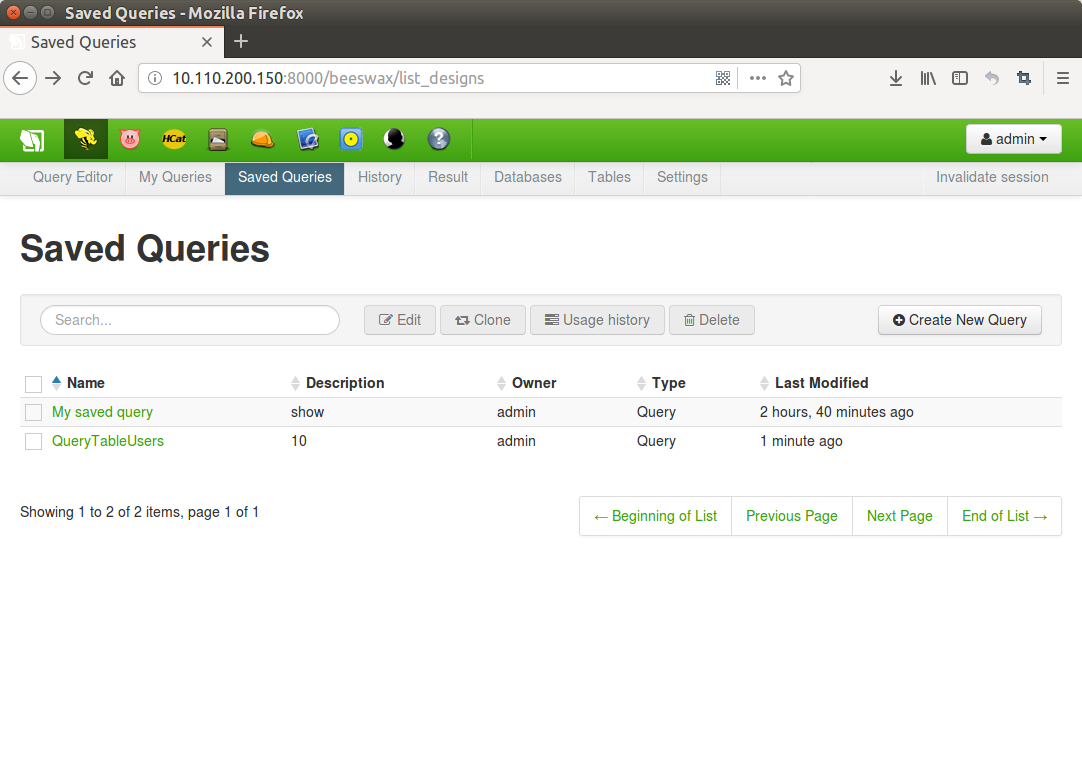 Saved Queries - Mozilla Firefox
Saved Queries
10.110.200.150:8000/beeswax/list_designs
HCat
admin
Query Editor My Queries Saved Queries History Result Databases Tables Settings Invalidate session
Saved Queries
Search... Edit Clone Usage history Delete Create New Query
Name Description Owner Type Last Modified
My saved query show admin Query 2 hours, 40 minutes ago
QueryTableUsers 10 admin Query 1 minute ago
Showing 1 to 2 of 2 items, page 1 of 1 ← Beginning of List Previous Page Next Page End of List →